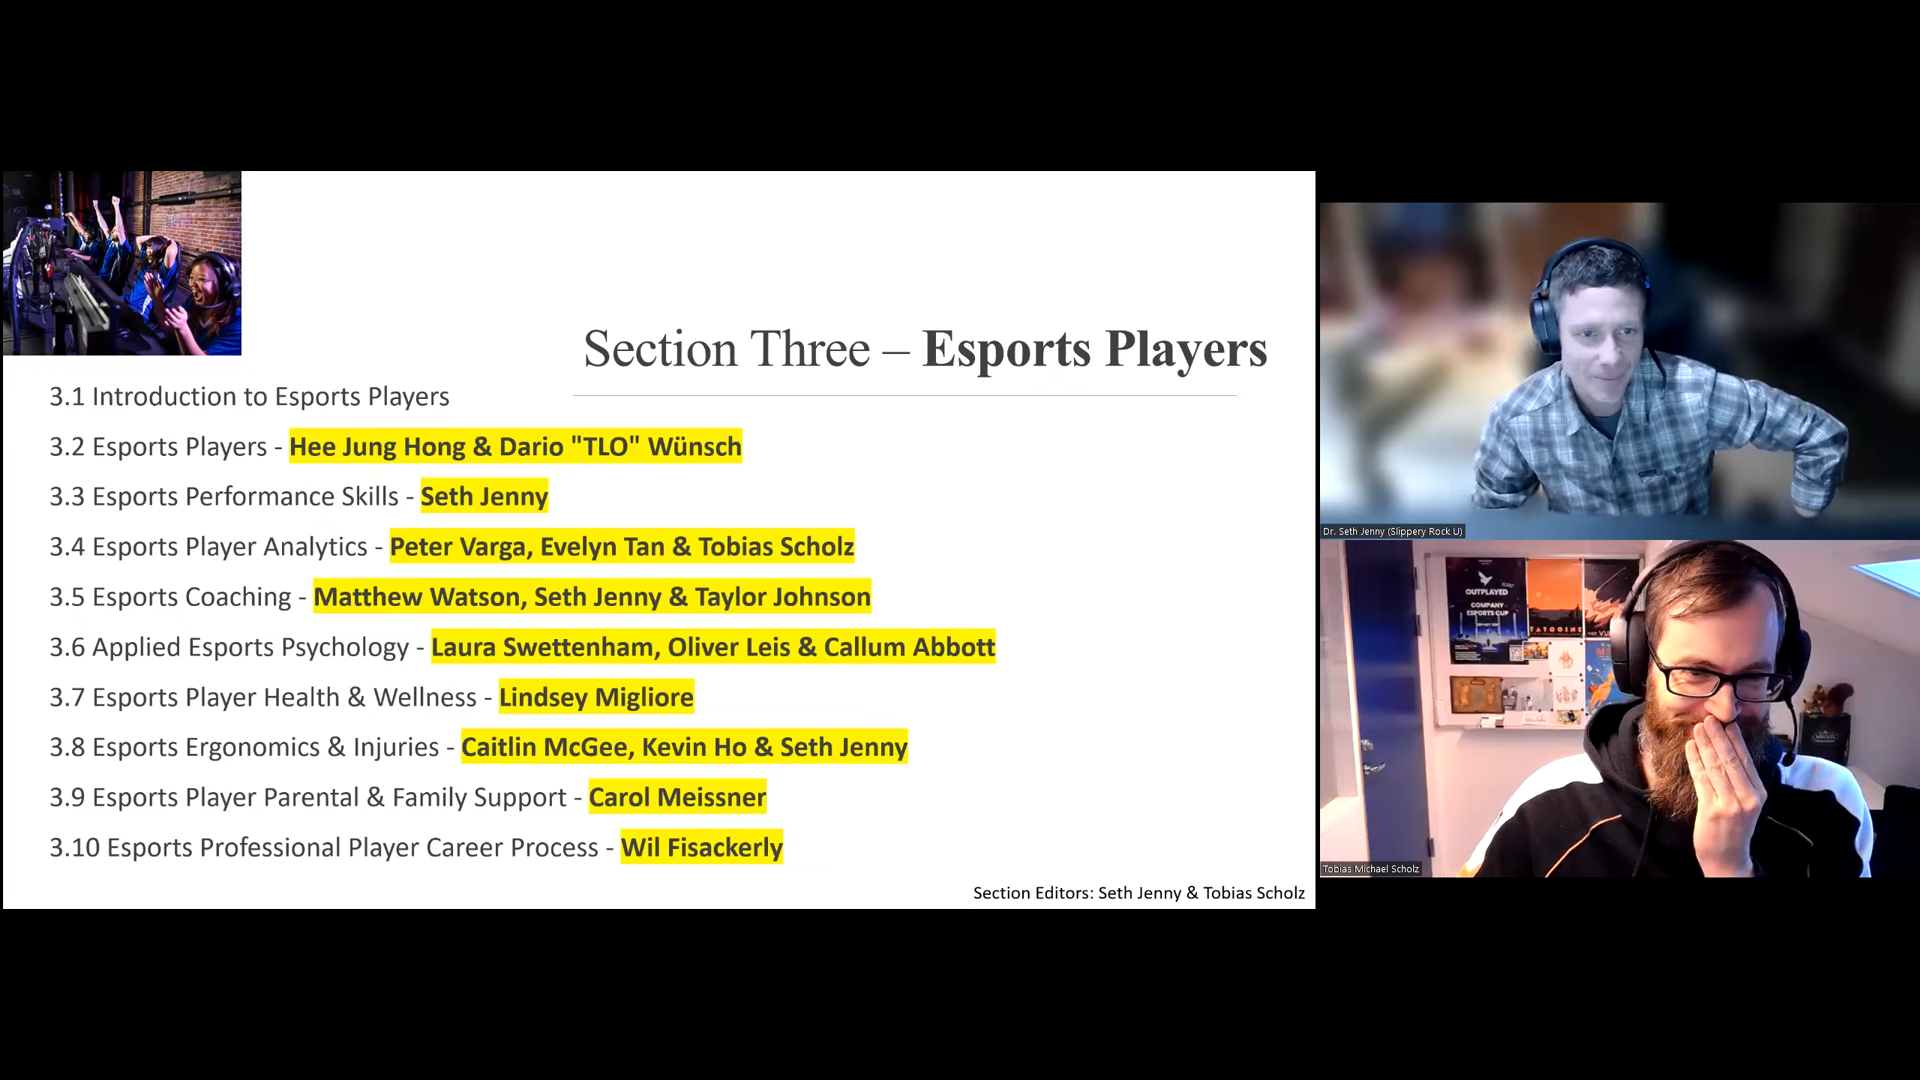 Section Three – Esports Players
3.1 Introduction to Esports Players
3.2 Esports Players - Hee Jung Hong & Dario "TLO" Wünsch
3.3 Esports Performance Skills - Seth Jenny
3.4 Esports Player Analytics - Peter Varga, Evelyn Tan & Tobias Scholz
3.5 Esports Coaching - Matthew Watson, Seth Jenny & Taylor Johnson
3.6 Applied Esports Psychology - Laura Swettenham, Oliver Leis & Callum Abbott
3.7 Esports Player Health & Wellness - Lindsey Migliore
3.8 Esports Ergonomics & Injuries - Caitlin McGee, Kevin Ho & Seth Jenny
3.9 Esports Player Parental & Family Support - Carol Meissner
3.10 Esports Professional Player Career Process - Wil Fisackerly
Section Editors: Seth Jenny & Tobias Scholz
Dr. Seth Jenny (Slippery Rock U)
OUTPLAYED
COMPANY
ESPORTS CUP
TATOOINE
Tobias Michael Scholz